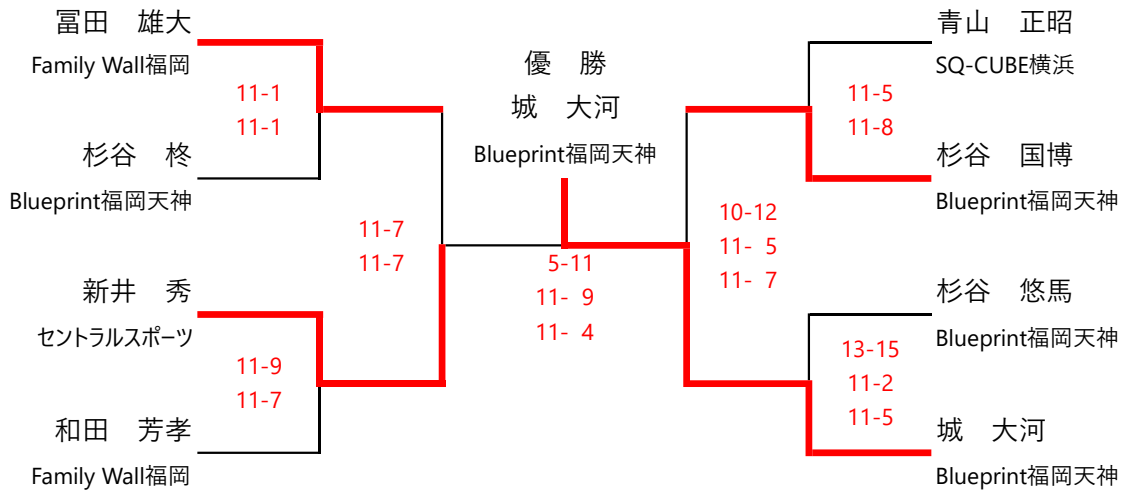 冨田　雄大
Family Wall福岡
11-1
11-1
杉谷　柊
Blueprint福岡天神
11-7
11-7
新井　秀
セントラルスポーツ
11-9
11-7
和田　芳孝
Family Wall福岡
優　勝
城　大河
Blueprint福岡天神
5-11
11- 9
11- 4
青山　正昭
SQ-CUBE横浜
11-5
11-8
杉谷　国博
Blueprint福岡天神
10-12
11- 5
11- 7
杉谷　悠馬
Blueprint福岡天神
13-15
11-2
11-5
城　大河
Blueprint福岡天神